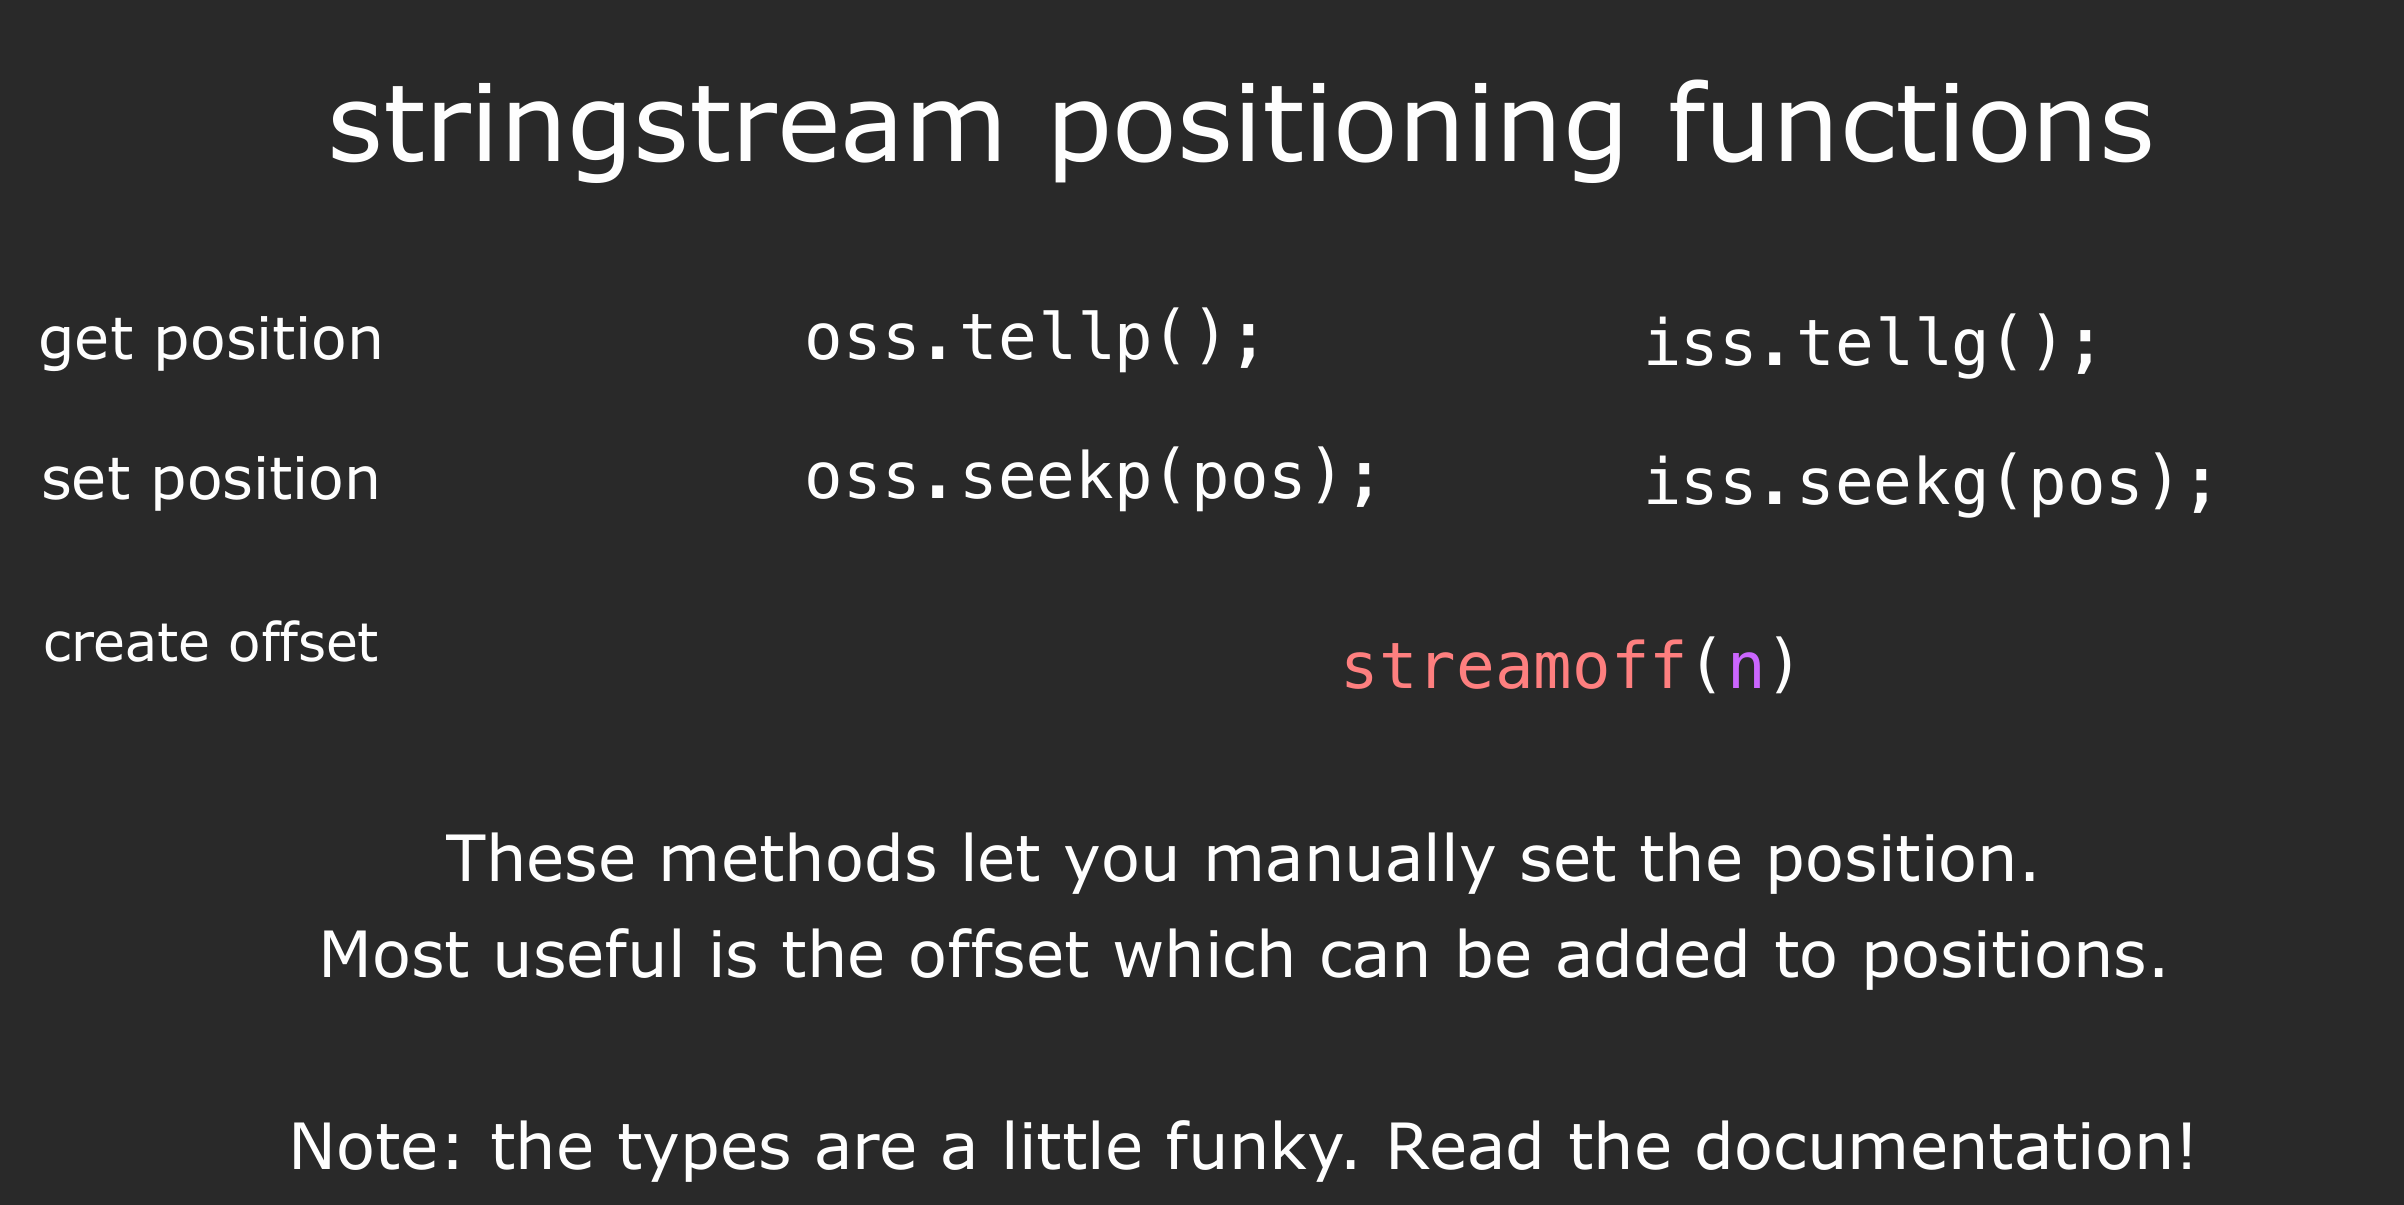 stringstream positioning functions
get position oss.tellp(); iss.tellg();
set position oss.seekp(pos); iss.seekg(pos);
create offset streamoff(n)
These methods let you manually set the position.
Most useful is the offset which can be added to positions.
Note: the types are a little funky. Read the documentation!